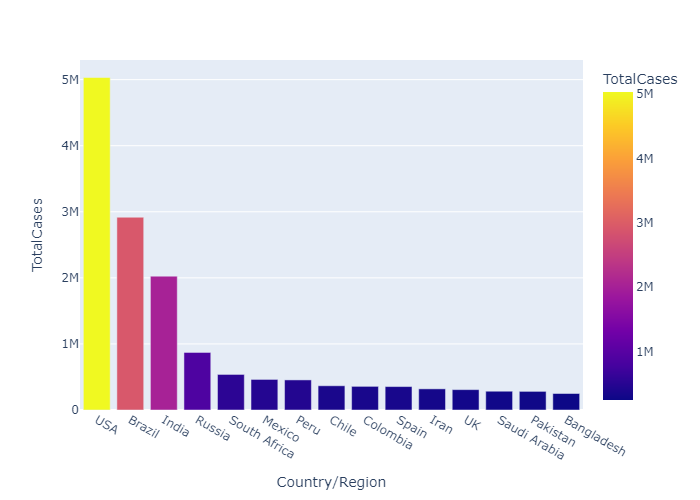 TotalCases
5M
4M
3M
2M
1M
0
USA
Brazil
India
Russia
South Africa
Mexico
Peru
Chile
Colombia
Spain
Iran
UK
Saudi Arabia
Pakistan
Bangladesh
Country/Region
TotalCases
5M
4M
3M
2M
1M